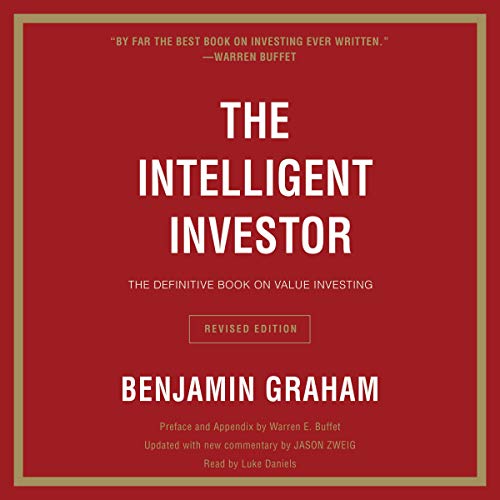 “BY FAR THE BEST BOOK ON INVESTING EVER WRITTEN.”
—WARREN BUFFET
THE
INTELLIGENT
INVESTOR
THE DEFINITIVE BOOK ON VALUE INVESTING
REVISED EDITION
BENJAMIN GRAHAM
Preface and Appendix by Warren E. Buffet
Updated with new commentary by JASON ZWEIG
Read by Luke Daniels